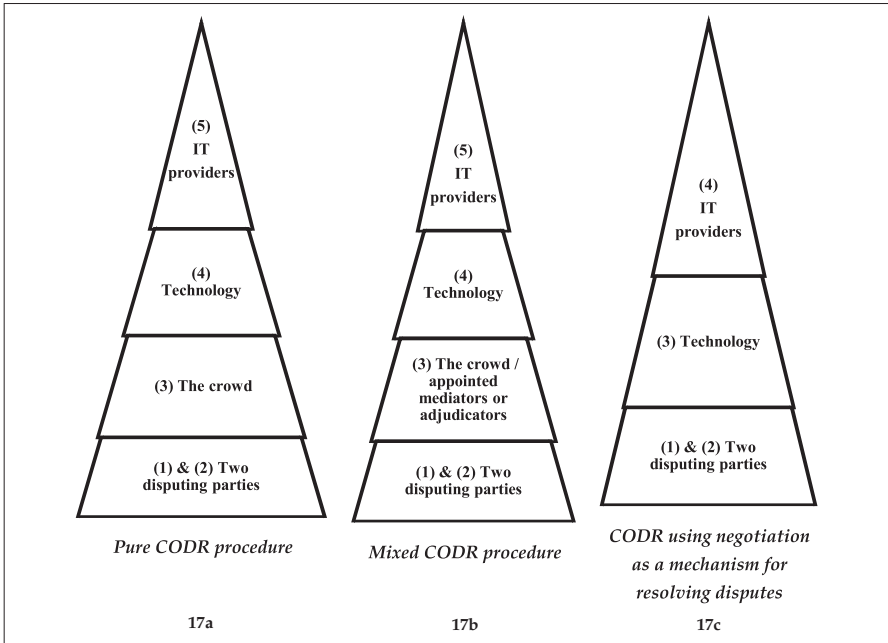 (5)
IT
providers
(4)
Technology
(3) The crowd
(1) & (2) Two
disputing parties
Pure CODR procedure
17a
(5)
IT
providers
(4)
Technology
(3) The crowd /
appointed
mediators or
adjudicators
(1) & (2) Two
disputing parties
Mixed CODR procedure
17b
(4)
IT
providers
(3) Technology
(1) & (2) Two
disputing parties
CODR using negotiation
as a mechanism for
resolving disputes
17c